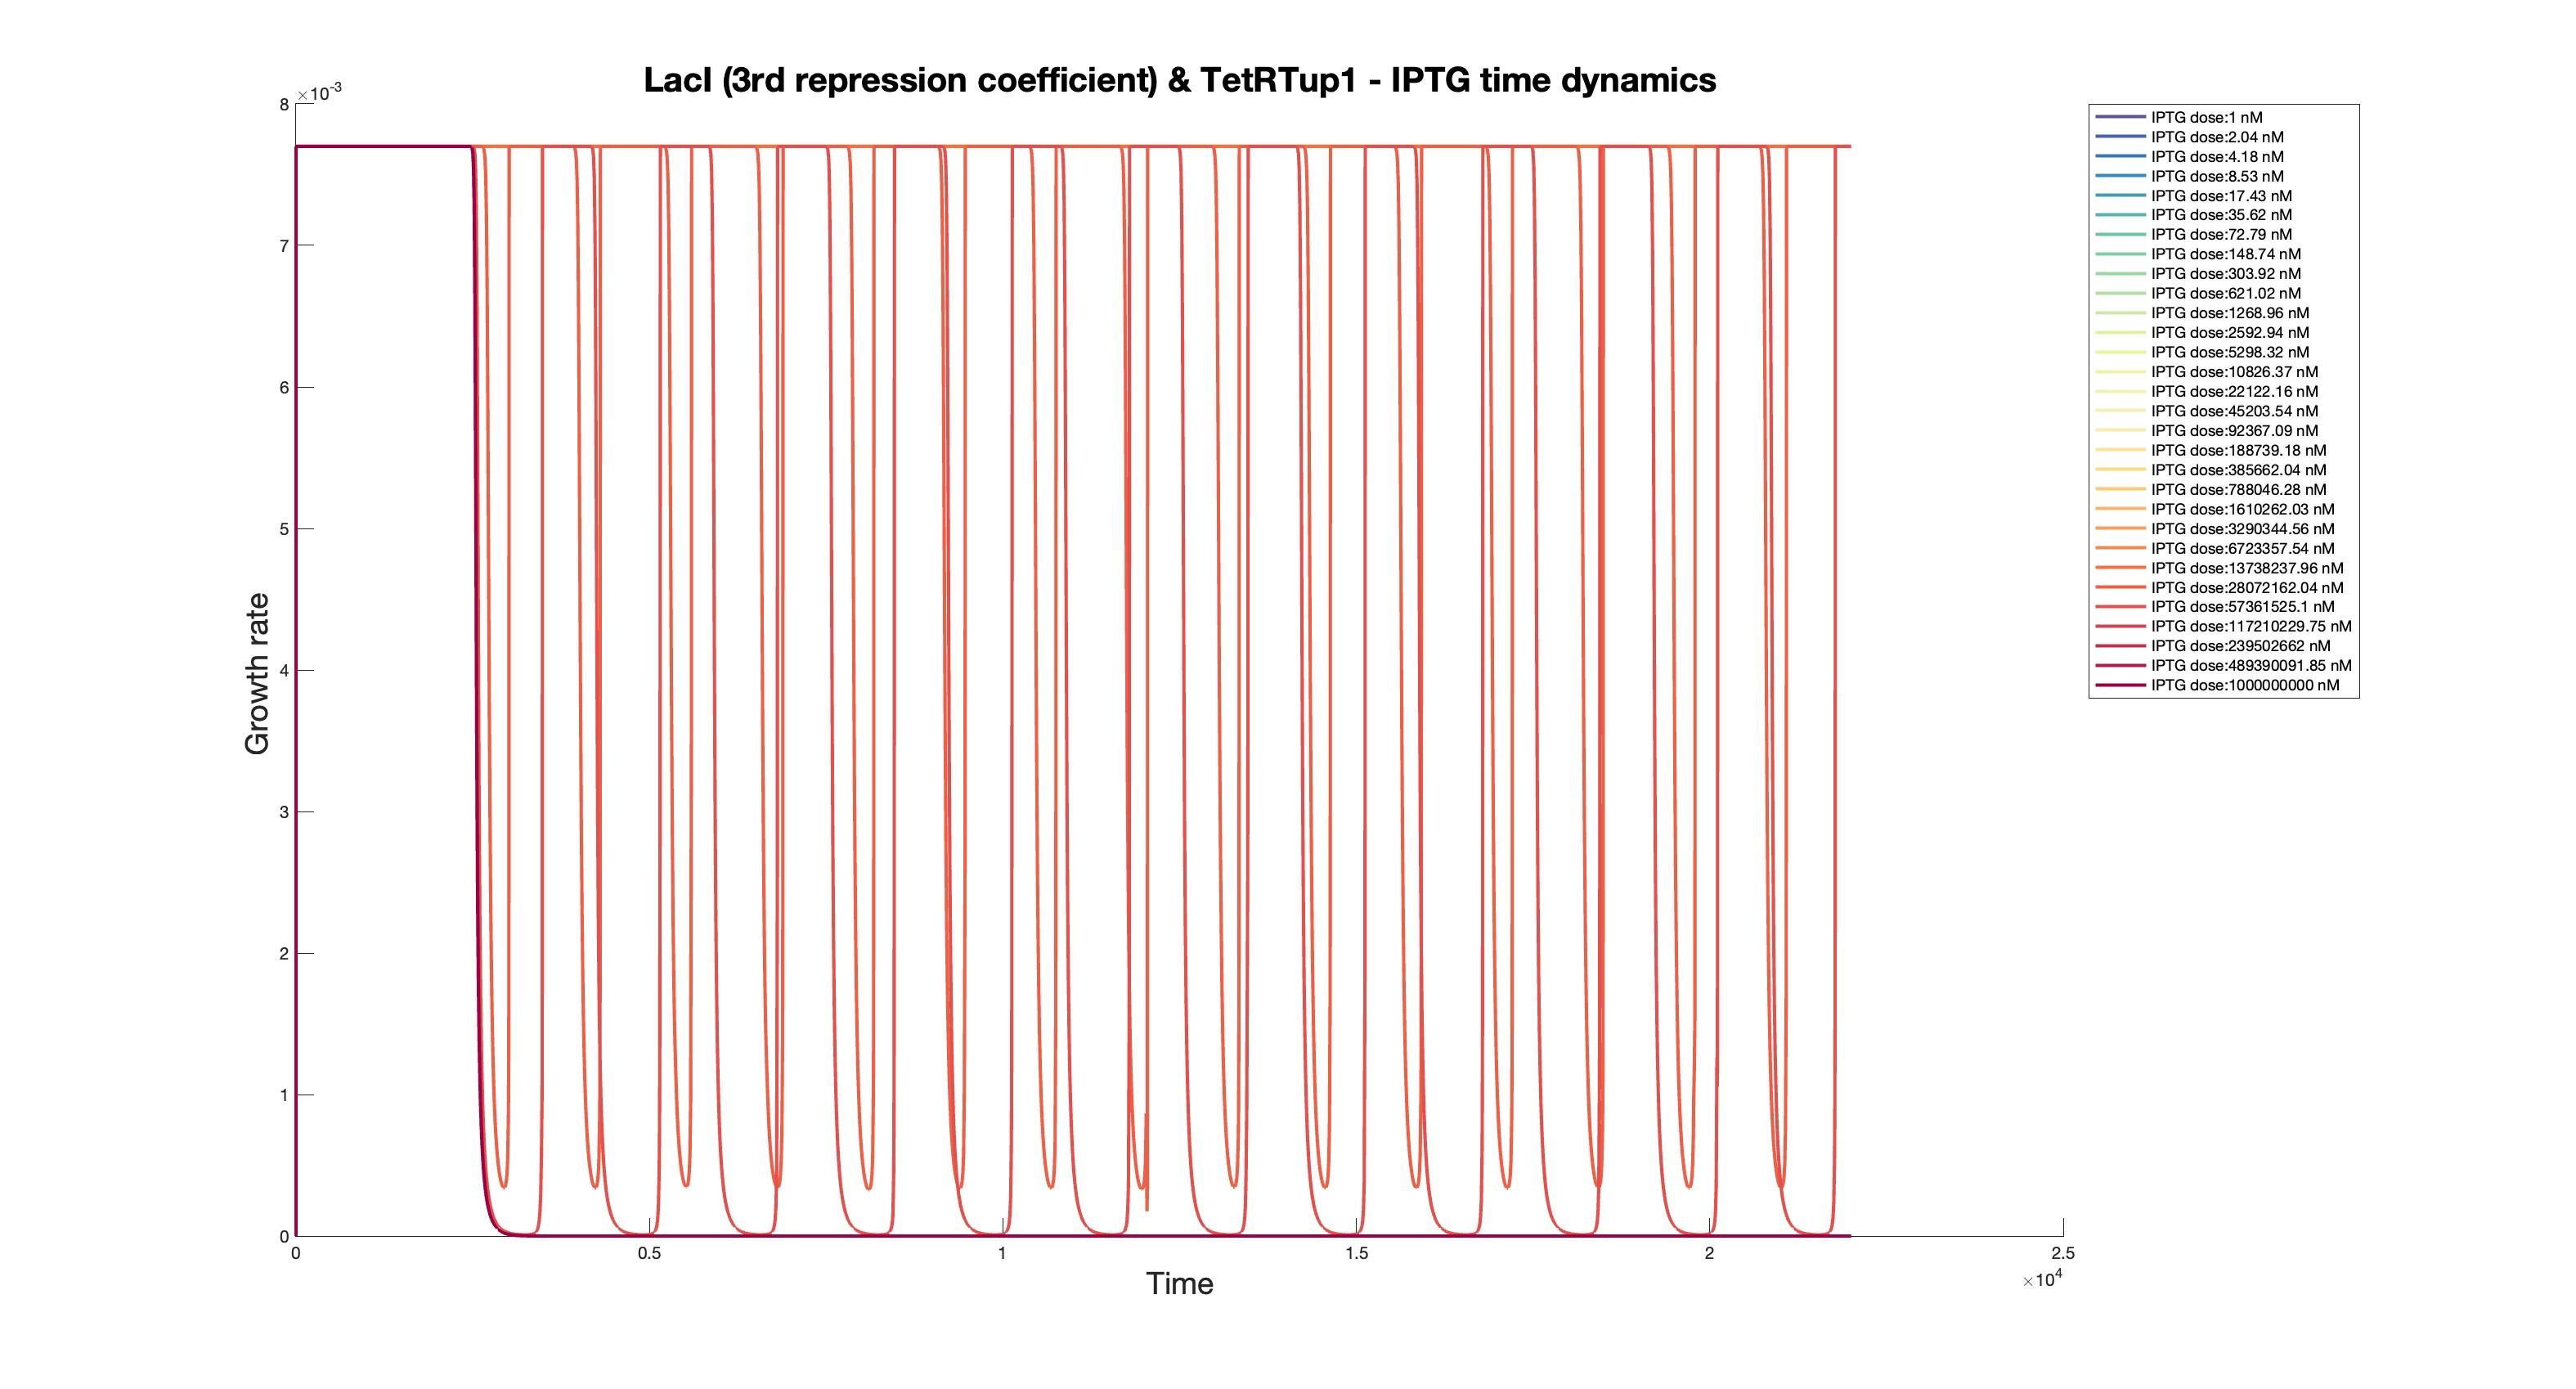 LacI (3rd repression coefficient) & TetRTup1 - IPTG time dynamics
×10-3
8
7
6
5
4
3
2
1
0
Growth rate
0
0.5
1
1.5
2
2.5
×104
Time
IPTG dose:1 nM
IPTG dose:2.04 nM
IPTG dose:4.18 nM
IPTG dose:8.53 nM
IPTG dose:17.43 nM
IPTG dose:35.62 nM
IPTG dose:72.79 nM
IPTG dose:148.74 nM
IPTG dose:303.92 nM
IPTG dose:621.02 nM
IPTG dose:1268.96 nM
IPTG dose:2592.94 nM
IPTG dose:5298.32 nM
IPTG dose:10826.37 nM
IPTG dose:22122.16 nM
IPTG dose:45203.54 nM
IPTG dose:92367.09 nM
IPTG dose:188739.18 nM
IPTG dose:385662.04 nM
IPTG dose:788046.28 nM
IPTG dose:1610262.03 nM
IPTG dose:3290344.56 nM
IPTG dose:6723357.54 nM
IPTG dose:13738237.96 nM
IPTG dose:28072162.04 nM
IPTG dose:57361525.1 nM
IPTG dose:117210229.75 nM
IPTG dose:239502662 nM
IPTG dose:489390091.85 nM
IPTG dose:1000000000 nM